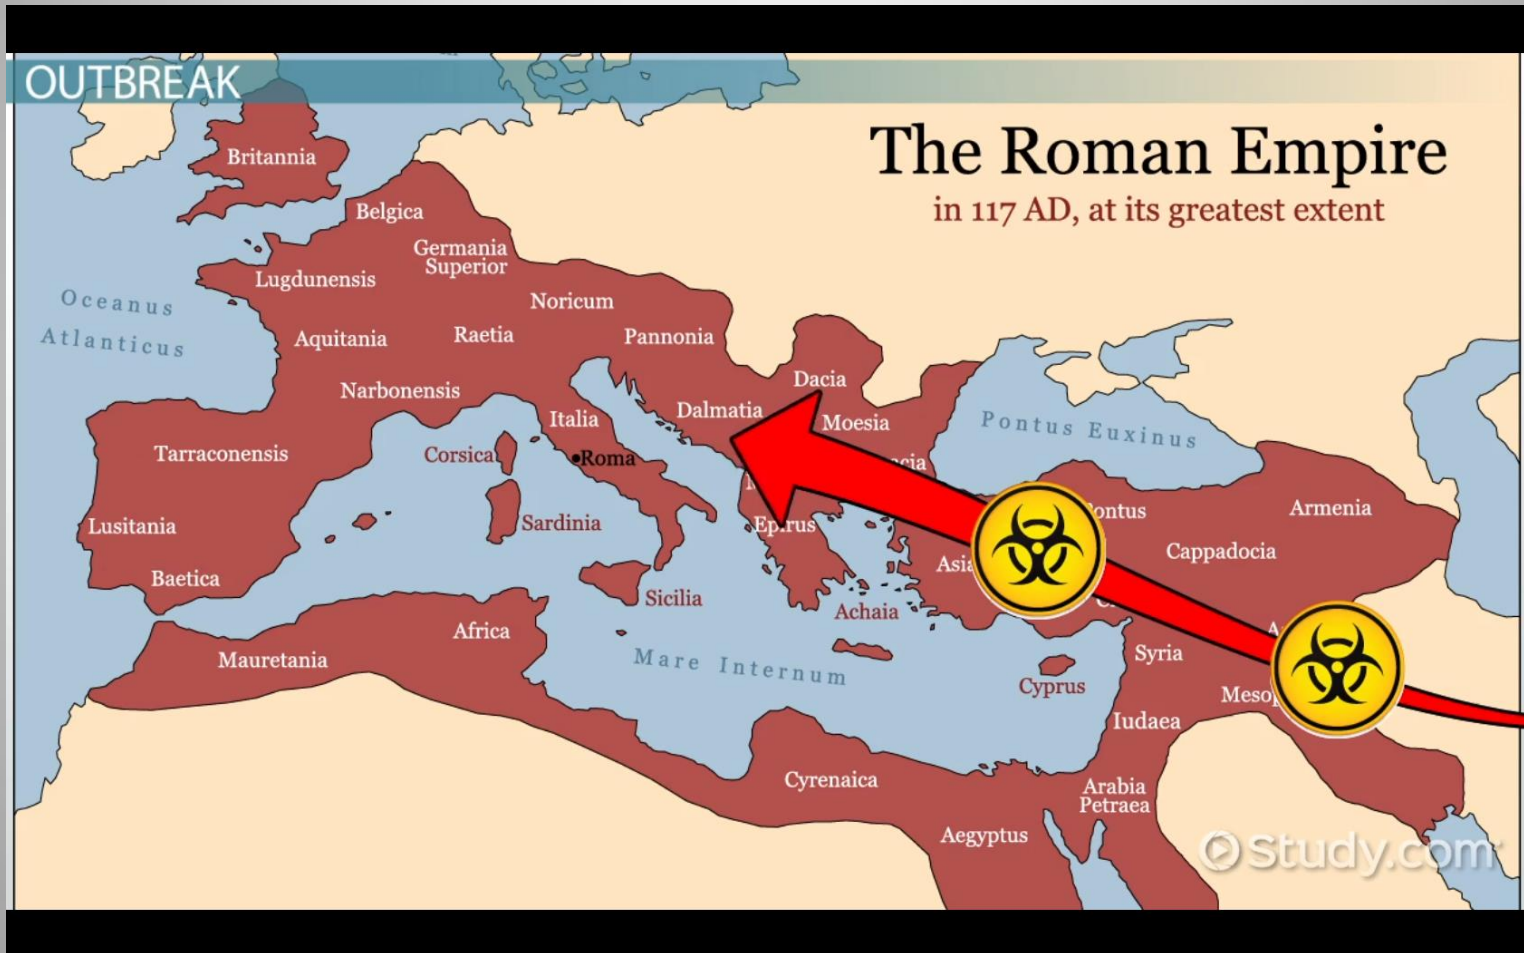 OUTBREAK
The Roman Empire
in 117 AD, at its greatest extent
Britannia
Belgica
Germania
Superior
Lugdunensis
Oceanus
Atlanticus
Noricum
Aquitania
Raetia
Pannonia
Narbonensis
Dacia
Dalmatia
Moesia
Italia
Pontus Euxinus
Tarraconensis
Corsica
Roma
Armenia
Sardinia
Lusitania
Epirus
Cappadocia
Baetica
Sicilia
Achaia
Africa
Mauretania
Mare Internum
Syria
Cyprus
Iudaea
Cyrenaica
Arabia
Petraea
Aegyptus
Study.com